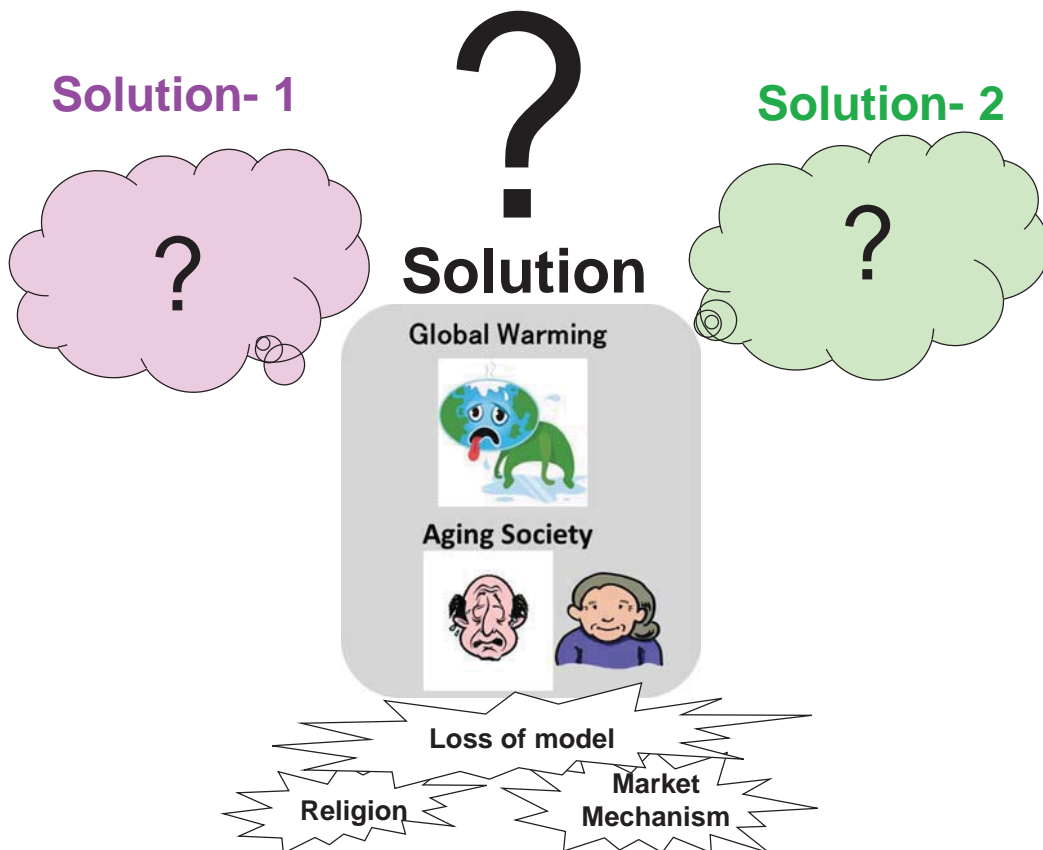 ?
Solution- 1
Solution- 2
?
?
Solution
Global Warming
Aging Society
Loss of model
Religion
Market
Mechanism